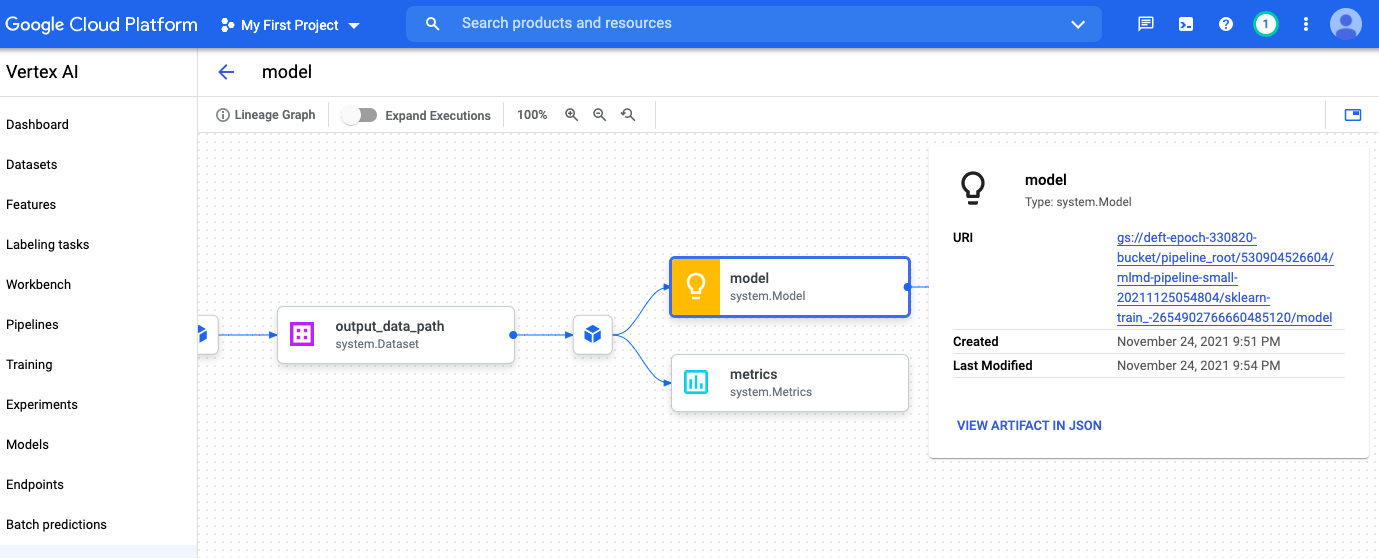 Google Cloud Platform
My First Project
Search products and resources
1
Vertex AI
model
Dashboard
Datasets
Features
Labeling tasks
Workbench
Pipelines
Training
Experiments
Models
Endpoints
Batch predictions
Lineage Graph
Expand Executions
100%
output_data_path
system.Dataset
model
system.Model
metrics
system.Metrics
model
Type: system.Model
URI
gs://deft-epoch-330820-
bucket/pipeline_root/530904526604/
mlmd-pipeline-small-
20211125054804/sklearn-
train_-2654902766660485120/model
Created November 24, 2021 9:51 PM
Last Modified November 24, 2021 9:54 PM
VIEW ARTIFACT IN JSON